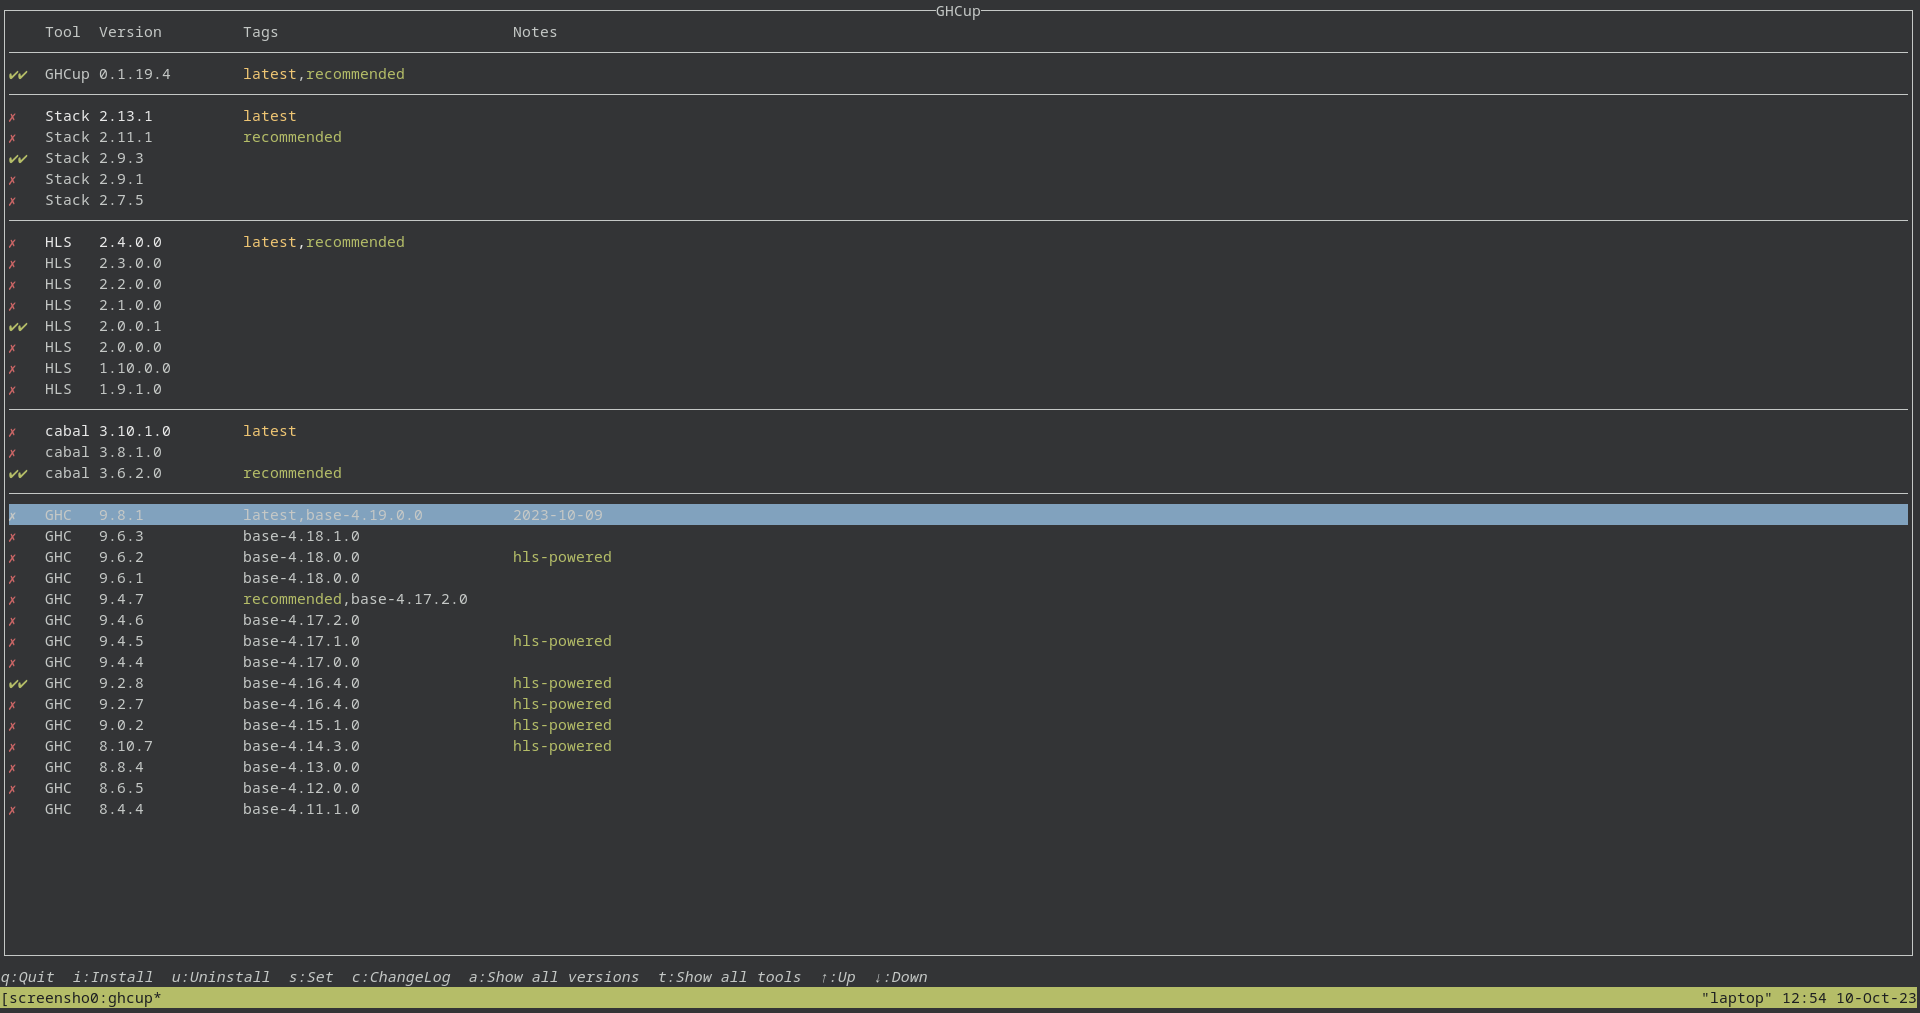 GHCup
Tool Version Tags Notes
✔✔ GHCup 0.1.19.4 latest,recommended
✗ Stack 2.13.1 latest
✗ Stack 2.11.1 recommended
✔✔ Stack 2.9.3
✗ Stack 2.9.1
✗ Stack 2.7.5
✗ HLS 2.4.0.0 latest,recommended
✗ HLS 2.3.0.0
✗ HLS 2.2.0.0
✗ HLS 2.1.0.0
✔✔ HLS 2.0.0.1
✗ HLS 2.0.0.0
✗ HLS 1.10.0.0
✗ HLS 1.9.1.0
✗ cabal 3.10.1.0 latest
✗ cabal 3.8.1.0
✔✔ cabal 3.6.2.0 recommended
✗ GHC 9.8.1 latest,base-4.19.0.0 2023-10-09
✗ GHC 9.6.3 base-4.18.1.0
✗ GHC 9.6.2 base-4.18.0.0 hls-powered
✗ GHC 9.6.1 base-4.18.0.0
✗ GHC 9.4.7 recommended,base-4.17.2.0
✗ GHC 9.4.6 base-4.17.2.0
✗ GHC 9.4.5 base-4.17.1.0 hls-powered
✗ GHC 9.4.4 base-4.17.0.0
✔✔ GHC 9.2.8 base-4.16.4.0 hls-powered
✗ GHC 9.2.7 base-4.16.4.0 hls-powered
✗ GHC 9.0.2 base-4.15.1.0 hls-powered
✗ GHC 8.10.7 base-4.14.3.0 hls-powered
✗ GHC 8.8.4 base-4.13.0.0
✗ GHC 8.6.5 base-4.12.0.0
✗ GHC 8.4.4 base-4.11.1.0
q:Quit i:Install u:Uninstall s:Set c:ChangeLog a:Show all versions t:Show all tools ↑:Up ↓:Down
[screensho0:ghcup* "laptop" 12:54 10-Oct-23